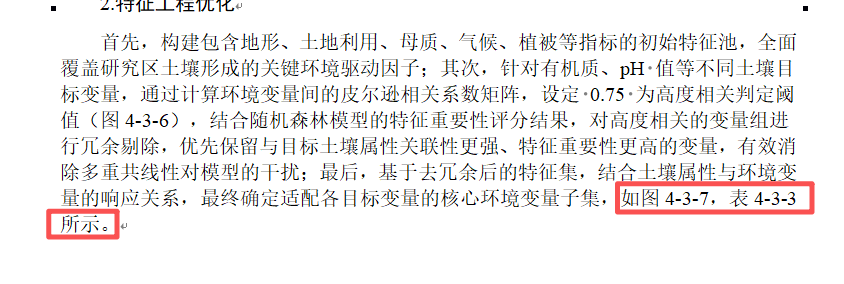 2.特征工程优化
首先，构建包含地形、土地利用、母质、气候、植被等指标的初始特征池，全面
覆盖研究区土壤形成的关键环境驱动因子；其次，针对有机质、pH 值等不同土壤目
标变量，通过计算环境变量间的皮尔逊相关系数矩阵，设定 0.75 为高度相关判定阈
值（图 4-3-6），结合随机森林模型的特征重要性评分结果，对高度相关的变量组进
行冗余剔除，优先保留与目标土壤属性关联性更强、特征重要性更高的变量，有效消
除多重共线性对模型的干扰；最后，基于去冗余后的特征集，结合土壤属性与环境变
量的响应关系，最终确定适配各目标变量的核心环境变量子集，如图 4-3-7，表 4-3-3
所示。